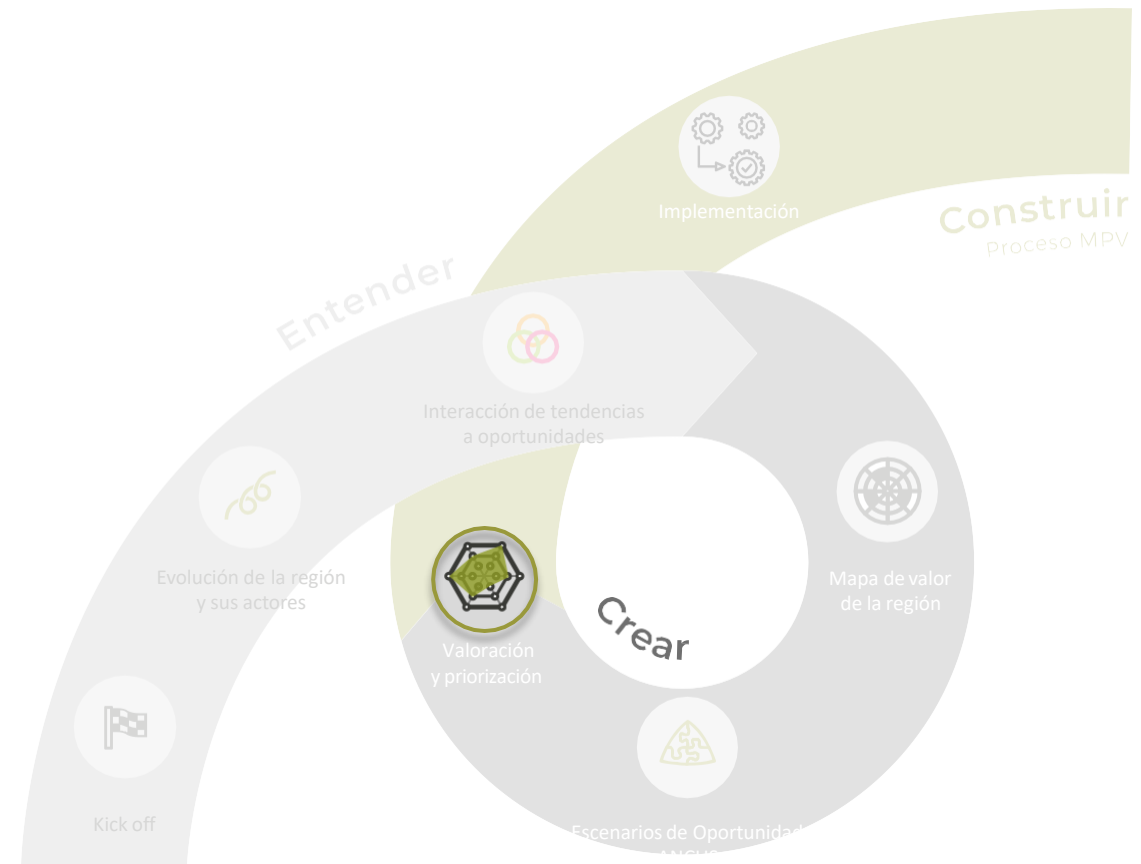 Implementación
Construir
Proceso MPV
Entender
Interacción de tendencias
a oportunidades
Evolución de la región
y sus actores
Mapa de valor
de la región
Crear
Valoración
y priorización
Kick off
Escenarios de Oportunidad